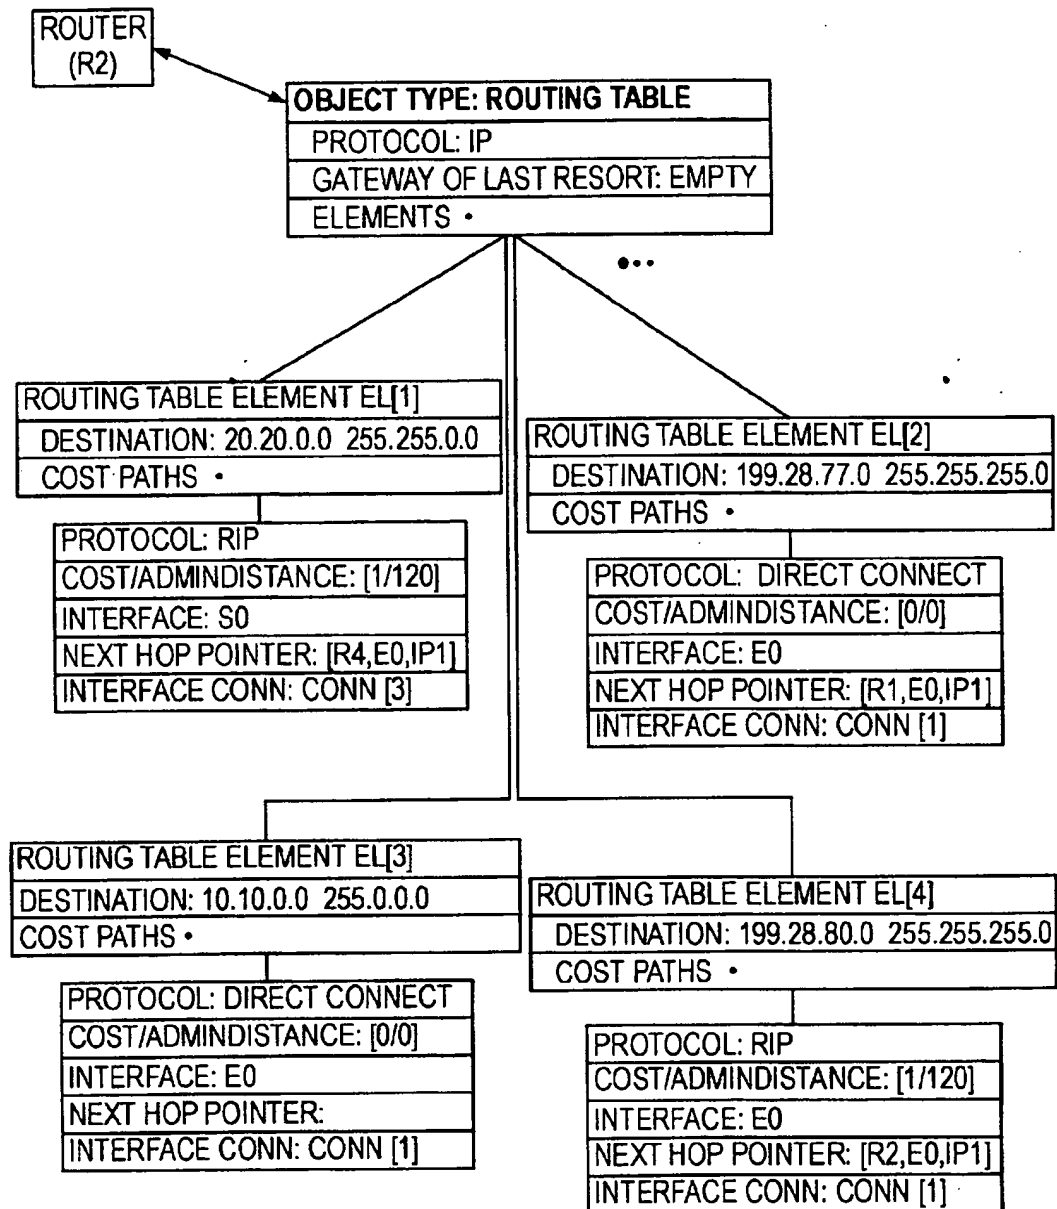 ROUTER
(R2)
OBJECT TYPE: ROUTING TABLE
PROTOCOL: IP
GATEWAY OF LAST RESORT: EMPTY
ELEMENTS •
ROUTING TABLE ELEMENT EL[1]
DESTINATION: 20.20.0.0 255.255.0.0
COST PATHS •
PROTOCOL: RIP
COST/ADMINDISTANCE: [1/120]
INTERFACE: S0
NEXT HOP POINTER: [R4,E0,IP1]
INTERFACE CONN: CONN [3]
ROUTING TABLE ELEMENT EL[2]
DESTINATION: 199.28.77.0 255.255.255.0
COST PATHS •
PROTOCOL: DIRECT CONNECT
COST/ADMINDISTANCE: [0/0]
INTERFACE: E0
NEXT HOP POINTER: [R1,E0,IP1]
INTERFACE CONN: CONN [1]
ROUTING TABLE ELEMENT EL[3]
DESTINATION: 10.10.0.0 255.0.0.0
COST PATHS •
PROTOCOL: DIRECT CONNECT
COST/ADMINDISTANCE: [0/0]
INTERFACE: E0
NEXT HOP POINTER:
INTERFACE CONN: CONN [1]
ROUTING TABLE ELEMENT EL[4]
DESTINATION: 199.28.80.0 255.255.255.0
COST PATHS •
PROTOCOL: RIP
COST/ADMINDISTANCE: [1/120]
INTERFACE: E0
NEXT HOP POINTER: [R2,E0,IP1]
INTERFACE CONN: CONN [1]